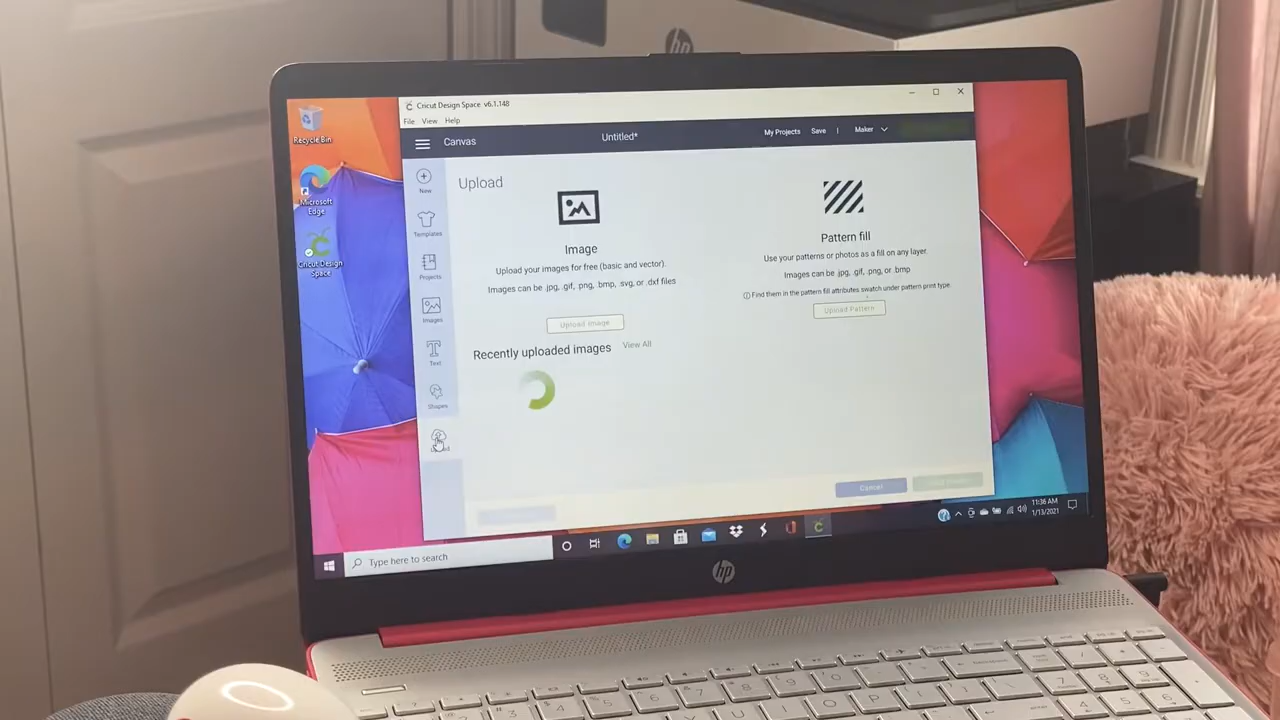 hp
Recycle Bin
Microsoft
Edge
Cricut Design
Space
Cricut Design Space v6.1.148
File View Help
Canvas
Untitled*
My Projects Save | Maker
New
Templates
Projects
Images
Text
Shapes
Upload
Image
Upload your images for free (basic and vector).
Images can be .jpg, .gif, .png, .bmp, .svg, or .dxf files
Upload Image
Recently uploaded images View All
Pattern fill
Use your patterns or photos as a fill on any layer.
Images can be .jpg, .gif, .png, or .bmp
Find them in the pattern fill attributes swatch under pattern print type.
Upload Pattern
Cancel
Type here to search
11:36 AM
1/13/2021
hp